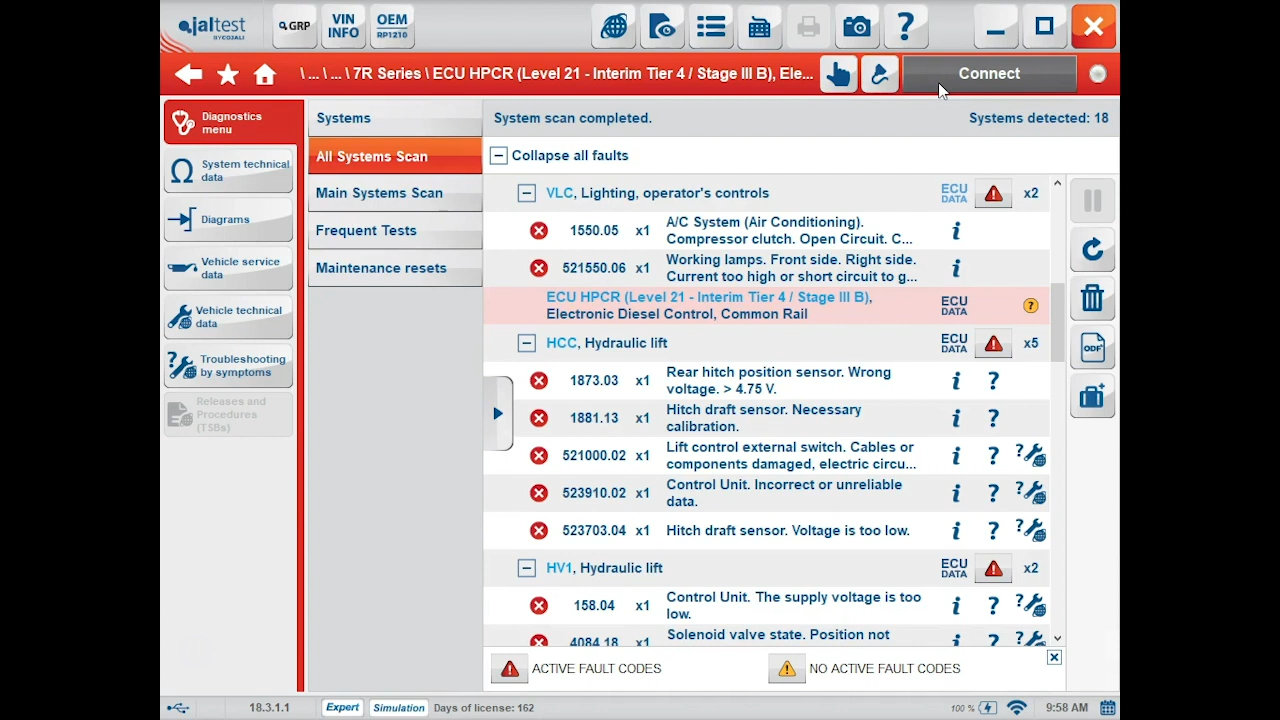 jaltest
BY COJALI
GRP
VIN
INFO
OEM
RP1210
?
\ ... \ ... \ 7R Series \ ECU HPCR (Level 21 - Interim Tier 4 / Stage III B), Ele...
Connect
Diagnostics
menu
System technical
data
Diagrams
Vehicle service
data
Vehicle technical
data
Troubleshooting
by symptoms
Releases and
Procedures
(TSBs)
Systems
All Systems Scan
Main Systems Scan
Frequent Tests
Maintenance resets
System scan completed.
Systems detected: 18
Collapse all faults
VLC, Lighting, operator's controls
ECU
DATA
x2
1550.05 x1
A/C System (Air Conditioning).
Compressor clutch. Open Circuit. C...
i
521550.06 x1
Working lamps. Front side. Right side.
Current too high or short circuit to g...
i
ECU HPCR (Level 21 - Interim Tier 4 / Stage III B),
Electronic Diesel Control, Common Rail
ECU
DATA
?
HCC, Hydraulic lift
ECU
DATA
x5
1873.03 x1
Rear hitch position sensor. Wrong
voltage. > 4.75 V.
i ?
1881.13 x1
Hitch draft sensor. Necessary
calibration.
i ?
521000.02 x1
Lift control external switch. Cables or
components damaged, electric circu...
i ? ?
523910.02 x1
Control Unit. Incorrect or unreliable
data.
i ? ?
523703.04 x1
Hitch draft sensor. Voltage is too low.
i ? ?
HV1, Hydraulic lift
ECU
DATA
x2
158.04 x1
Control Unit. The supply voltage is too
low.
i ? ?
4084.18 x1
Solenoid valve state. Position not
i ? ?
ODF
ACTIVE FAULT CODES
NO ACTIVE FAULT CODES
18.3.1.1
Expert
Simulation
Days of license: 162
100 %
9:58 AM